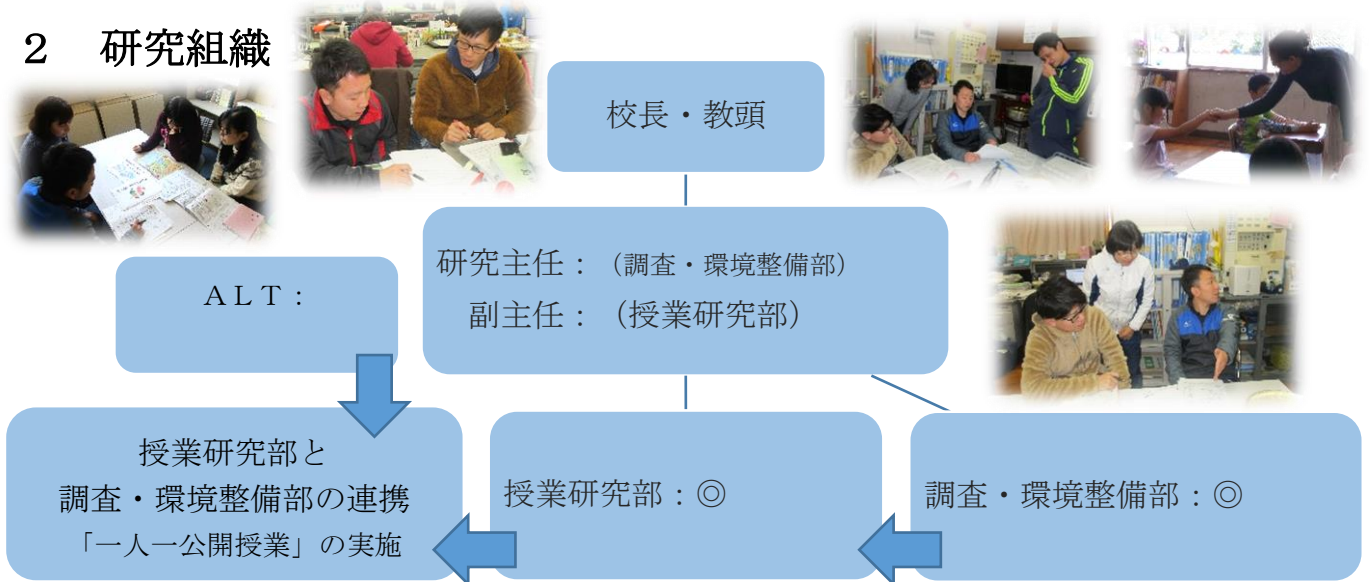 ２　研究組織
校長・教頭
研究主任：（調査・環境整備部）
副主任：（授業研究部）
ＡＬＴ：
授業研究部と
調査・環境整備部の連携
「一人一公開授業」の実施
授業研究部：◎
調査・環境整備部：◎